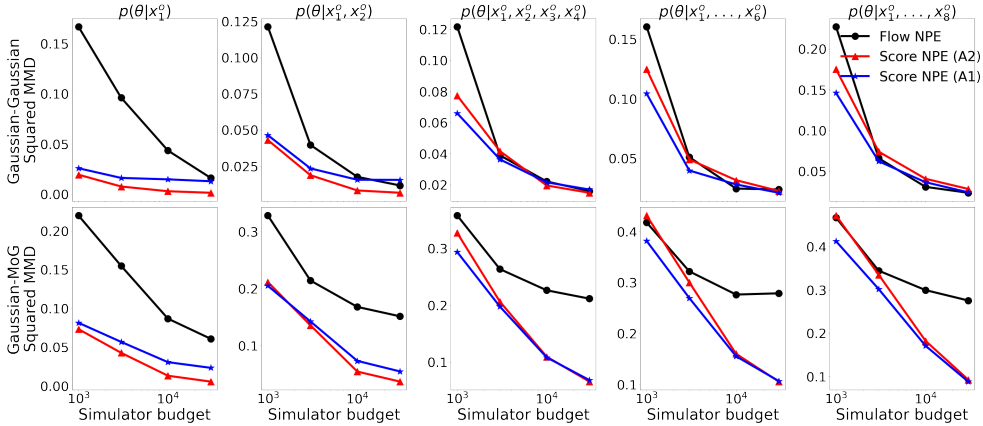 p(θ|x₁ᵒ)
p(θ|x₁ᵒ, x₂ᵒ)
p(θ|x₁ᵒ, x₂ᵒ, x₃ᵒ, x₄ᵒ)
p(θ|x₁ᵒ, . . . , x₆ᵒ)
p(θ|x₁ᵒ, . . . , x₈ᵒ)
Gaussian-Gaussian
Squared MMD
0.15
0.10
0.05
0.00
0.125
0.100
0.075
0.050
0.025
0.12
0.10
0.08
0.06
0.04
0.02
0.15
0.10
0.05
0.20
0.15
0.10
0.05
Flow NPE
Score NPE (A2)
Score NPE (A1)
Gaussian-MoG
Squared MMD
0.20
0.15
0.10
0.05
0.00
0.3
0.2
0.1
0.3
0.2
0.1
0.4
0.3
0.2
0.1
0.4
0.3
0.2
0.1
10³ 10⁴
10³ 10⁴
10³ 10⁴
10³ 10⁴
10³ 10⁴
Simulator budget
Simulator budget
Simulator budget
Simulator budget
Simulator budget